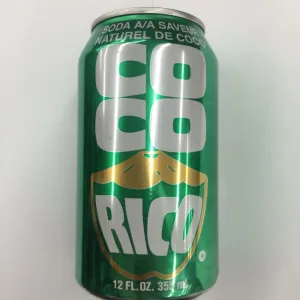 SODA A/A SAVEUR
NATUREL DE COCO
CO
CO
RICO
12 FL. OZ. 355 mL